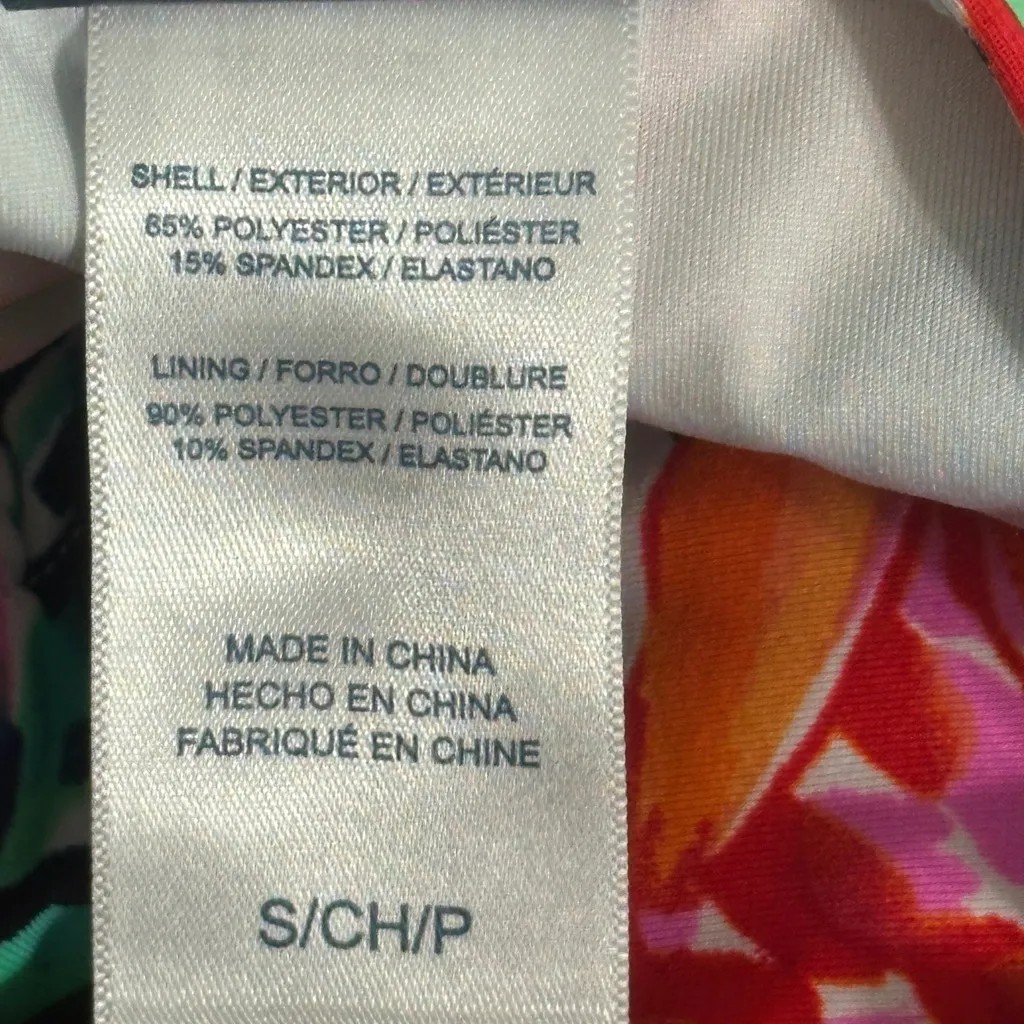 SHELL / EXTERIOR / EXTÉRIEUR
85% POLYESTER / POLIÉSTER
15% SPANDEX / ELASTANO
LINING / FORRO / DOUBLURE
90% POLYESTER / POLIÉSTER
10% SPANDEX / ELASTANO
MADE IN CHINA
HECHO EN CHINA
FABRIQUÉ EN CHINE
S/CH/P